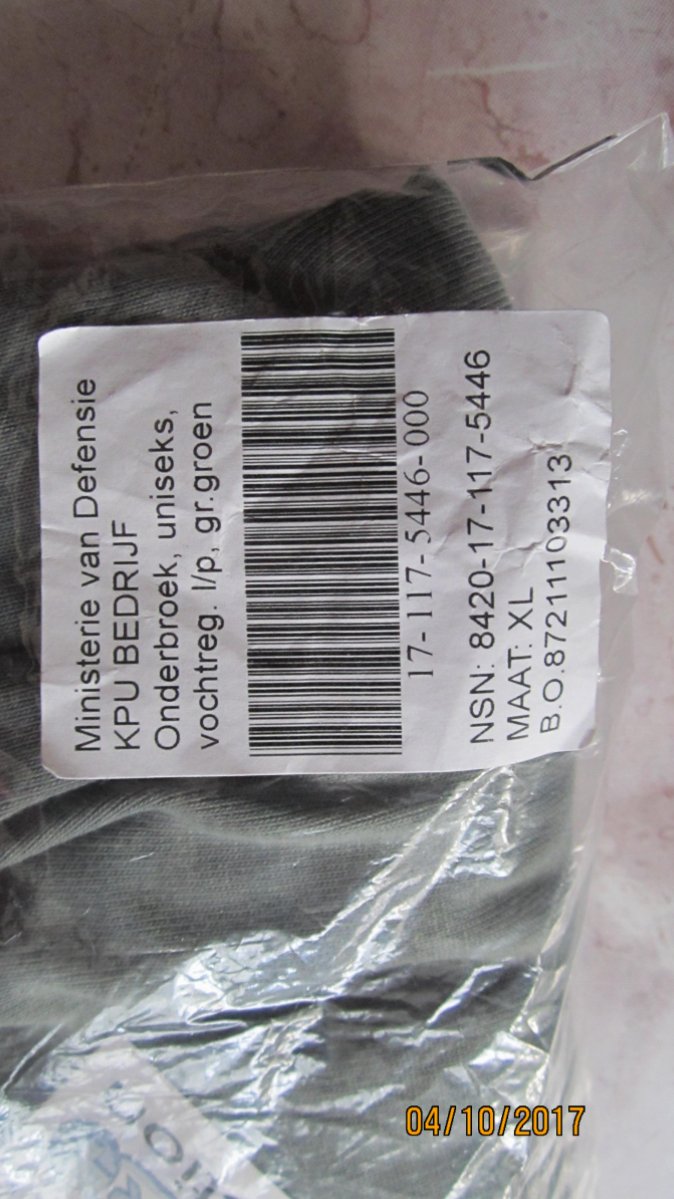 Ministerie van Defensie
KPU BEDRIJF
Onderbroek, uniseks,
vochtreg. l/p, gr.groen
17-117-5446-000
NSN: 8420-17-117-5446
MAAT: XL
B.O.87211103313
04/10/2017